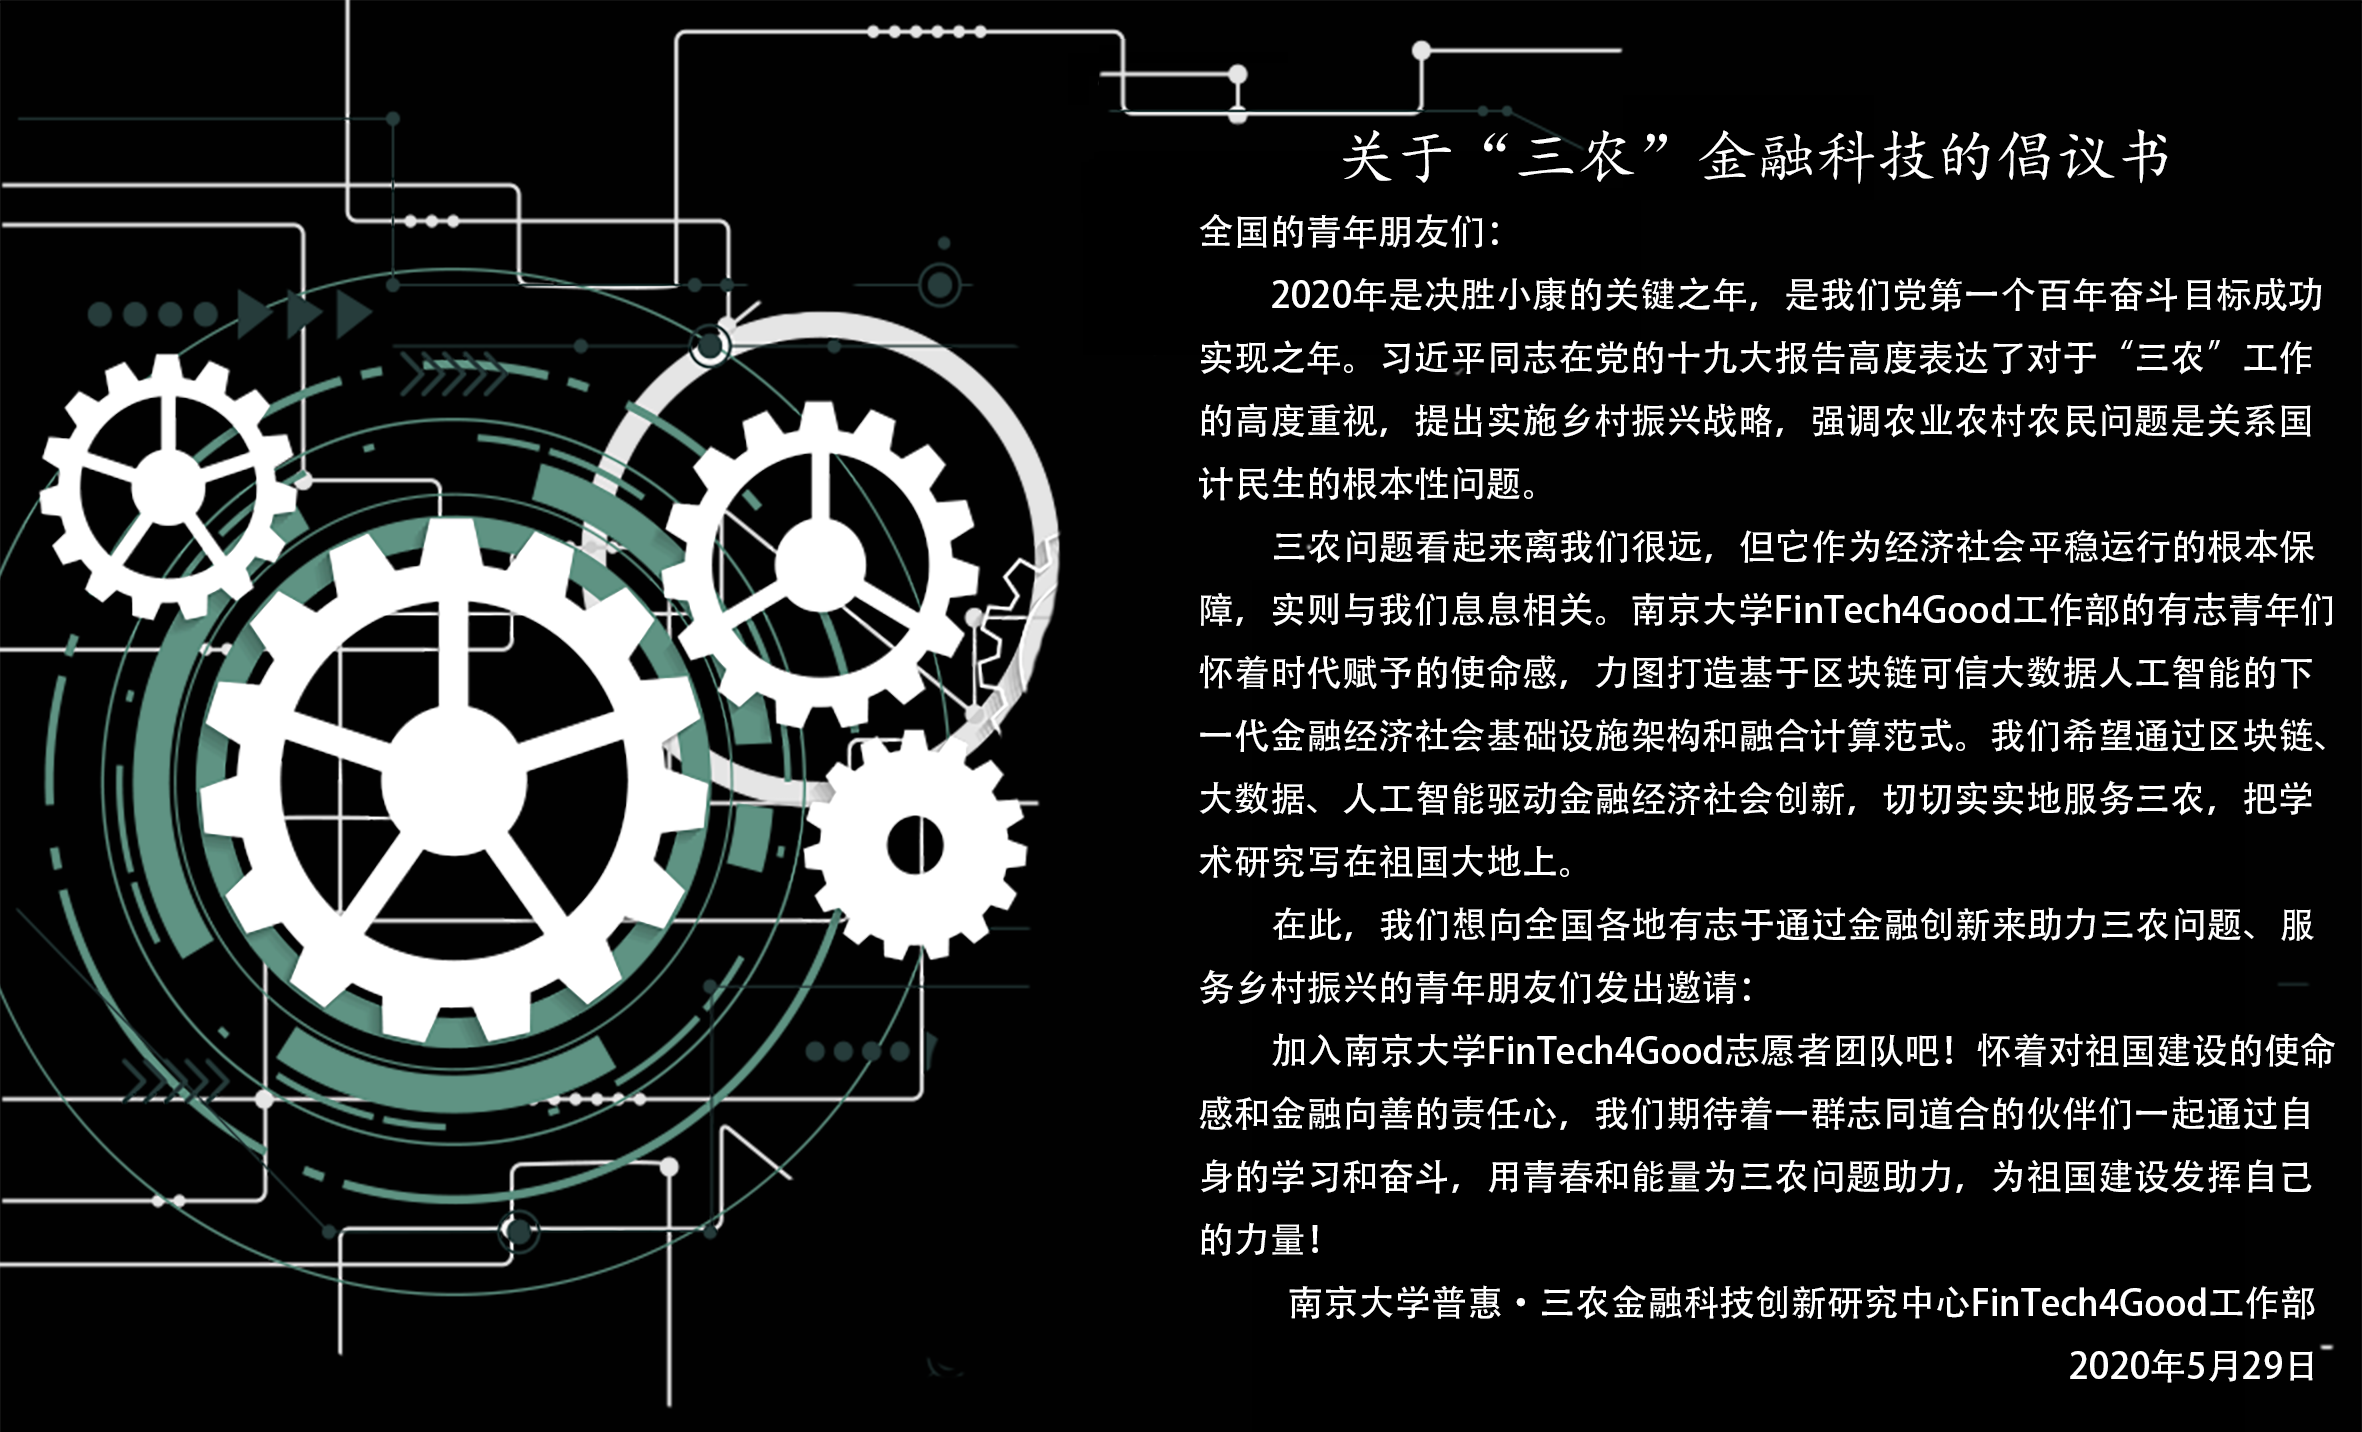 关于“三农”金融科技的倡议书
全国的青年朋友们：
2020年是决胜小康的关键之年，是我们党第一个百年奋斗目标成功
实现之年。习近平同志在党的十九大报告高度表达了对于“三农”工作
的高度重视，提出实施乡村振兴战略，强调农业农村农民问题是关系国
计民生的根本性问题。
三农问题看起来离我们很远，但它作为经济社会平稳运行的根本保
障，实则与我们息息相关。南京大学FinTech4Good工作部的有志青年们
怀着时代赋予的使命感，力图打造基于区块链可信大数据人工智能的下
一代金融经济社会基础设施架构和融合计算范式。我们希望通过区块链、
大数据、人工智能驱动金融经济社会创新，切切实实地服务三农，把学
术研究写在祖国大地上。
在此，我们想向全国各地有志于通过金融创新来助力三农问题、服
务乡村振兴的青年朋友们发出邀请：
加入南京大学FinTech4Good志愿者团队吧！怀着对祖国建设的使命
感和金融向善的责任心，我们期待着一群志同道合的伙伴们一起通过自
身的学习和奋斗，用青春和能量为三农问题助力，为祖国建设发挥自己
的力量！
南京大学普惠·三农金融科技创新研究中心FinTech4Good工作部
2020年5月29日